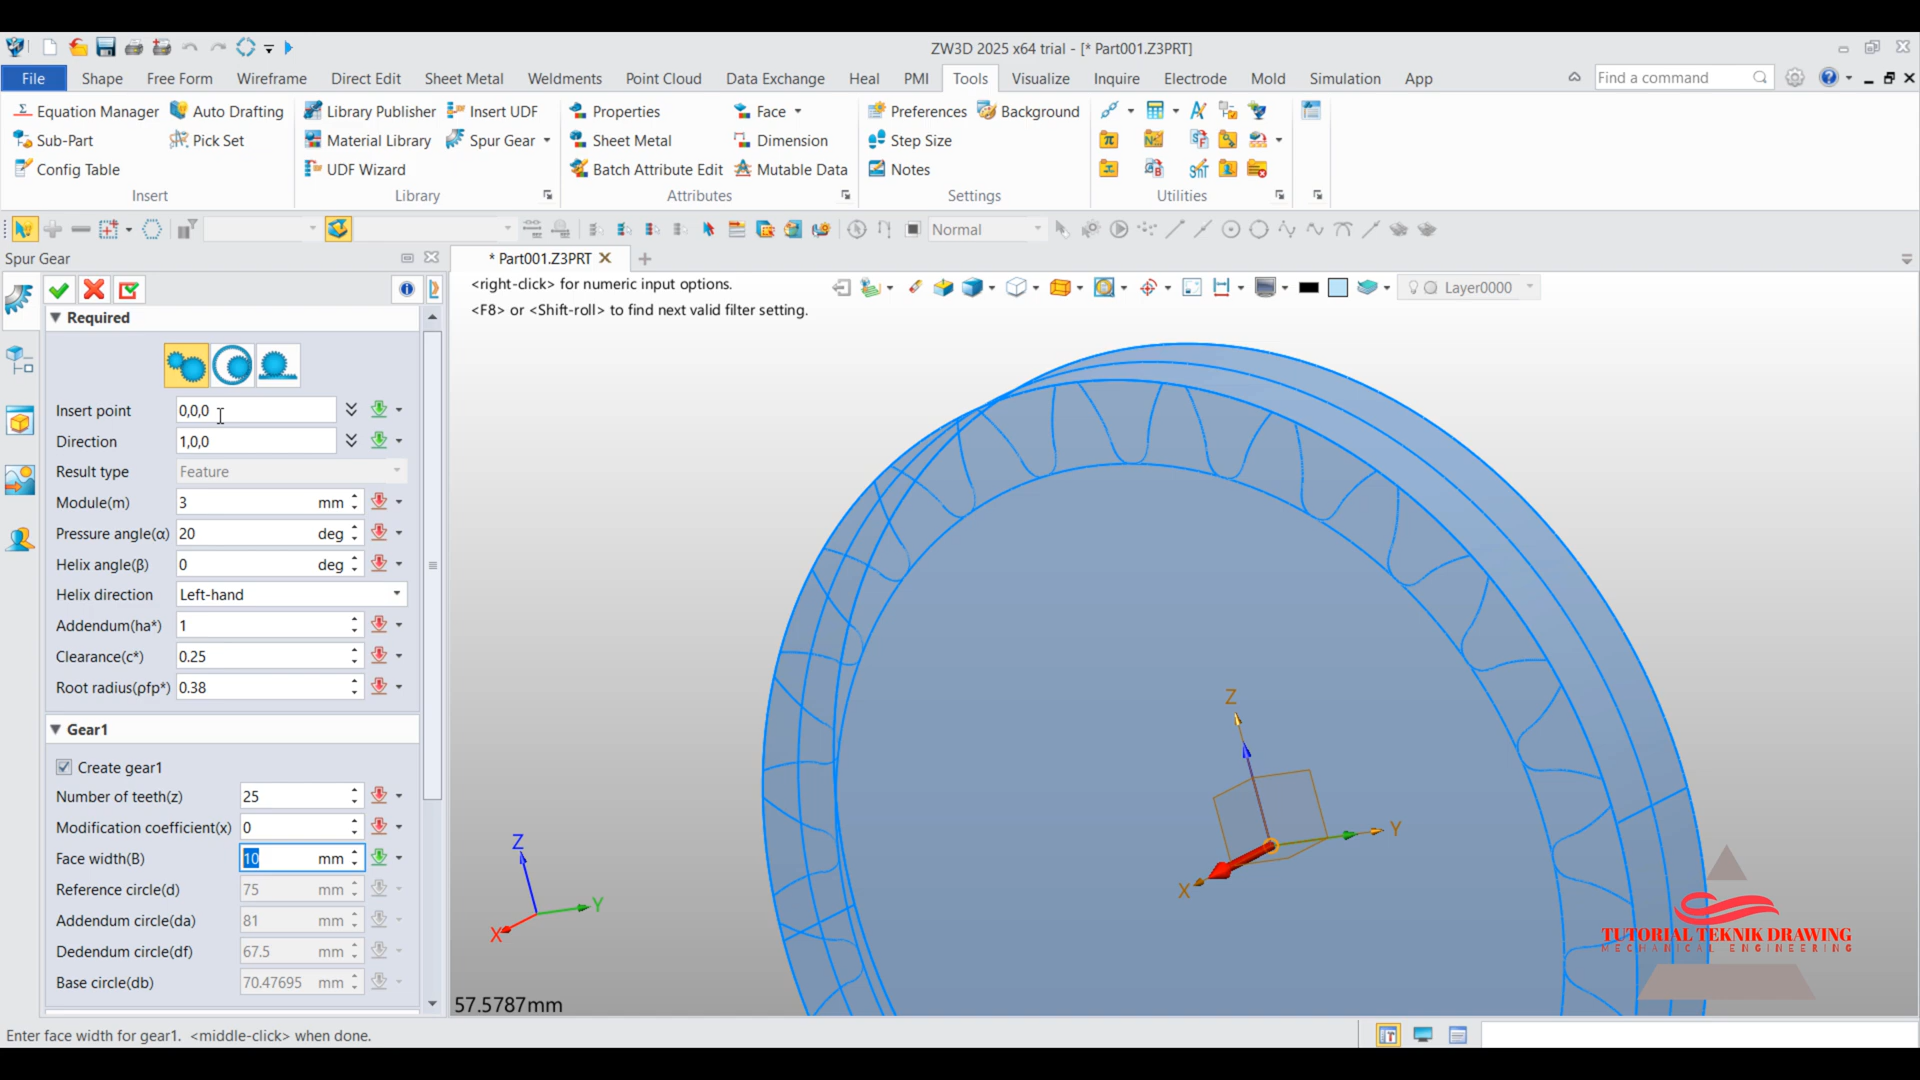 ZW3D 2025 x64 trial - [* Part001.Z3PRT]
File Shape Free Form Wireframe Direct Edit Sheet Metal Weldments Point Cloud Data Exchange Heal PMI Tools Visualize Inquire Electrode Mold Simulation App Find a command
Equation Manager Auto Drafting Library Publisher Insert UDF Properties Face Preferences Background
Sub-Part Pick Set Material Library Spur Gear Sheet Metal Dimension Step Size
Config Table UDF Wizard Batch Attribute Edit Mutable Data Notes
Insert Library Attributes Settings Utilities
Normal
Spur Gear
* Part001.Z3PRT
<right-click> for numeric input options.
<F8> or <Shift-roll> to find next valid filter setting.
Layer0000
Required
Insert point 0,0,0
Direction 1,0,0
Result type Feature
Module(m) 3 mm
Pressure angle(α) 20 deg
Helix angle(β) 0 deg
Helix direction Left-hand
Addendum(ha*) 1
Clearance(c*) 0.25
Root radius(ρfp*) 0.38
Gear1
Create gear1
Number of teeth(z) 25
Modification coefficient(x) 0
Face width(B) 10 mm
Reference circle(d) 75 mm
Addendum circle(da) 81 mm
Dedendum circle(df) 67.5 mm
Base circle(db) 70.47695 mm
Z
Y
X
Z
Y
X
TUTORIAL TEKNIK DRAWING
MECHANICAL ENGINEERING
57.5787mm
Enter face width for gear1. <middle-click> when done.